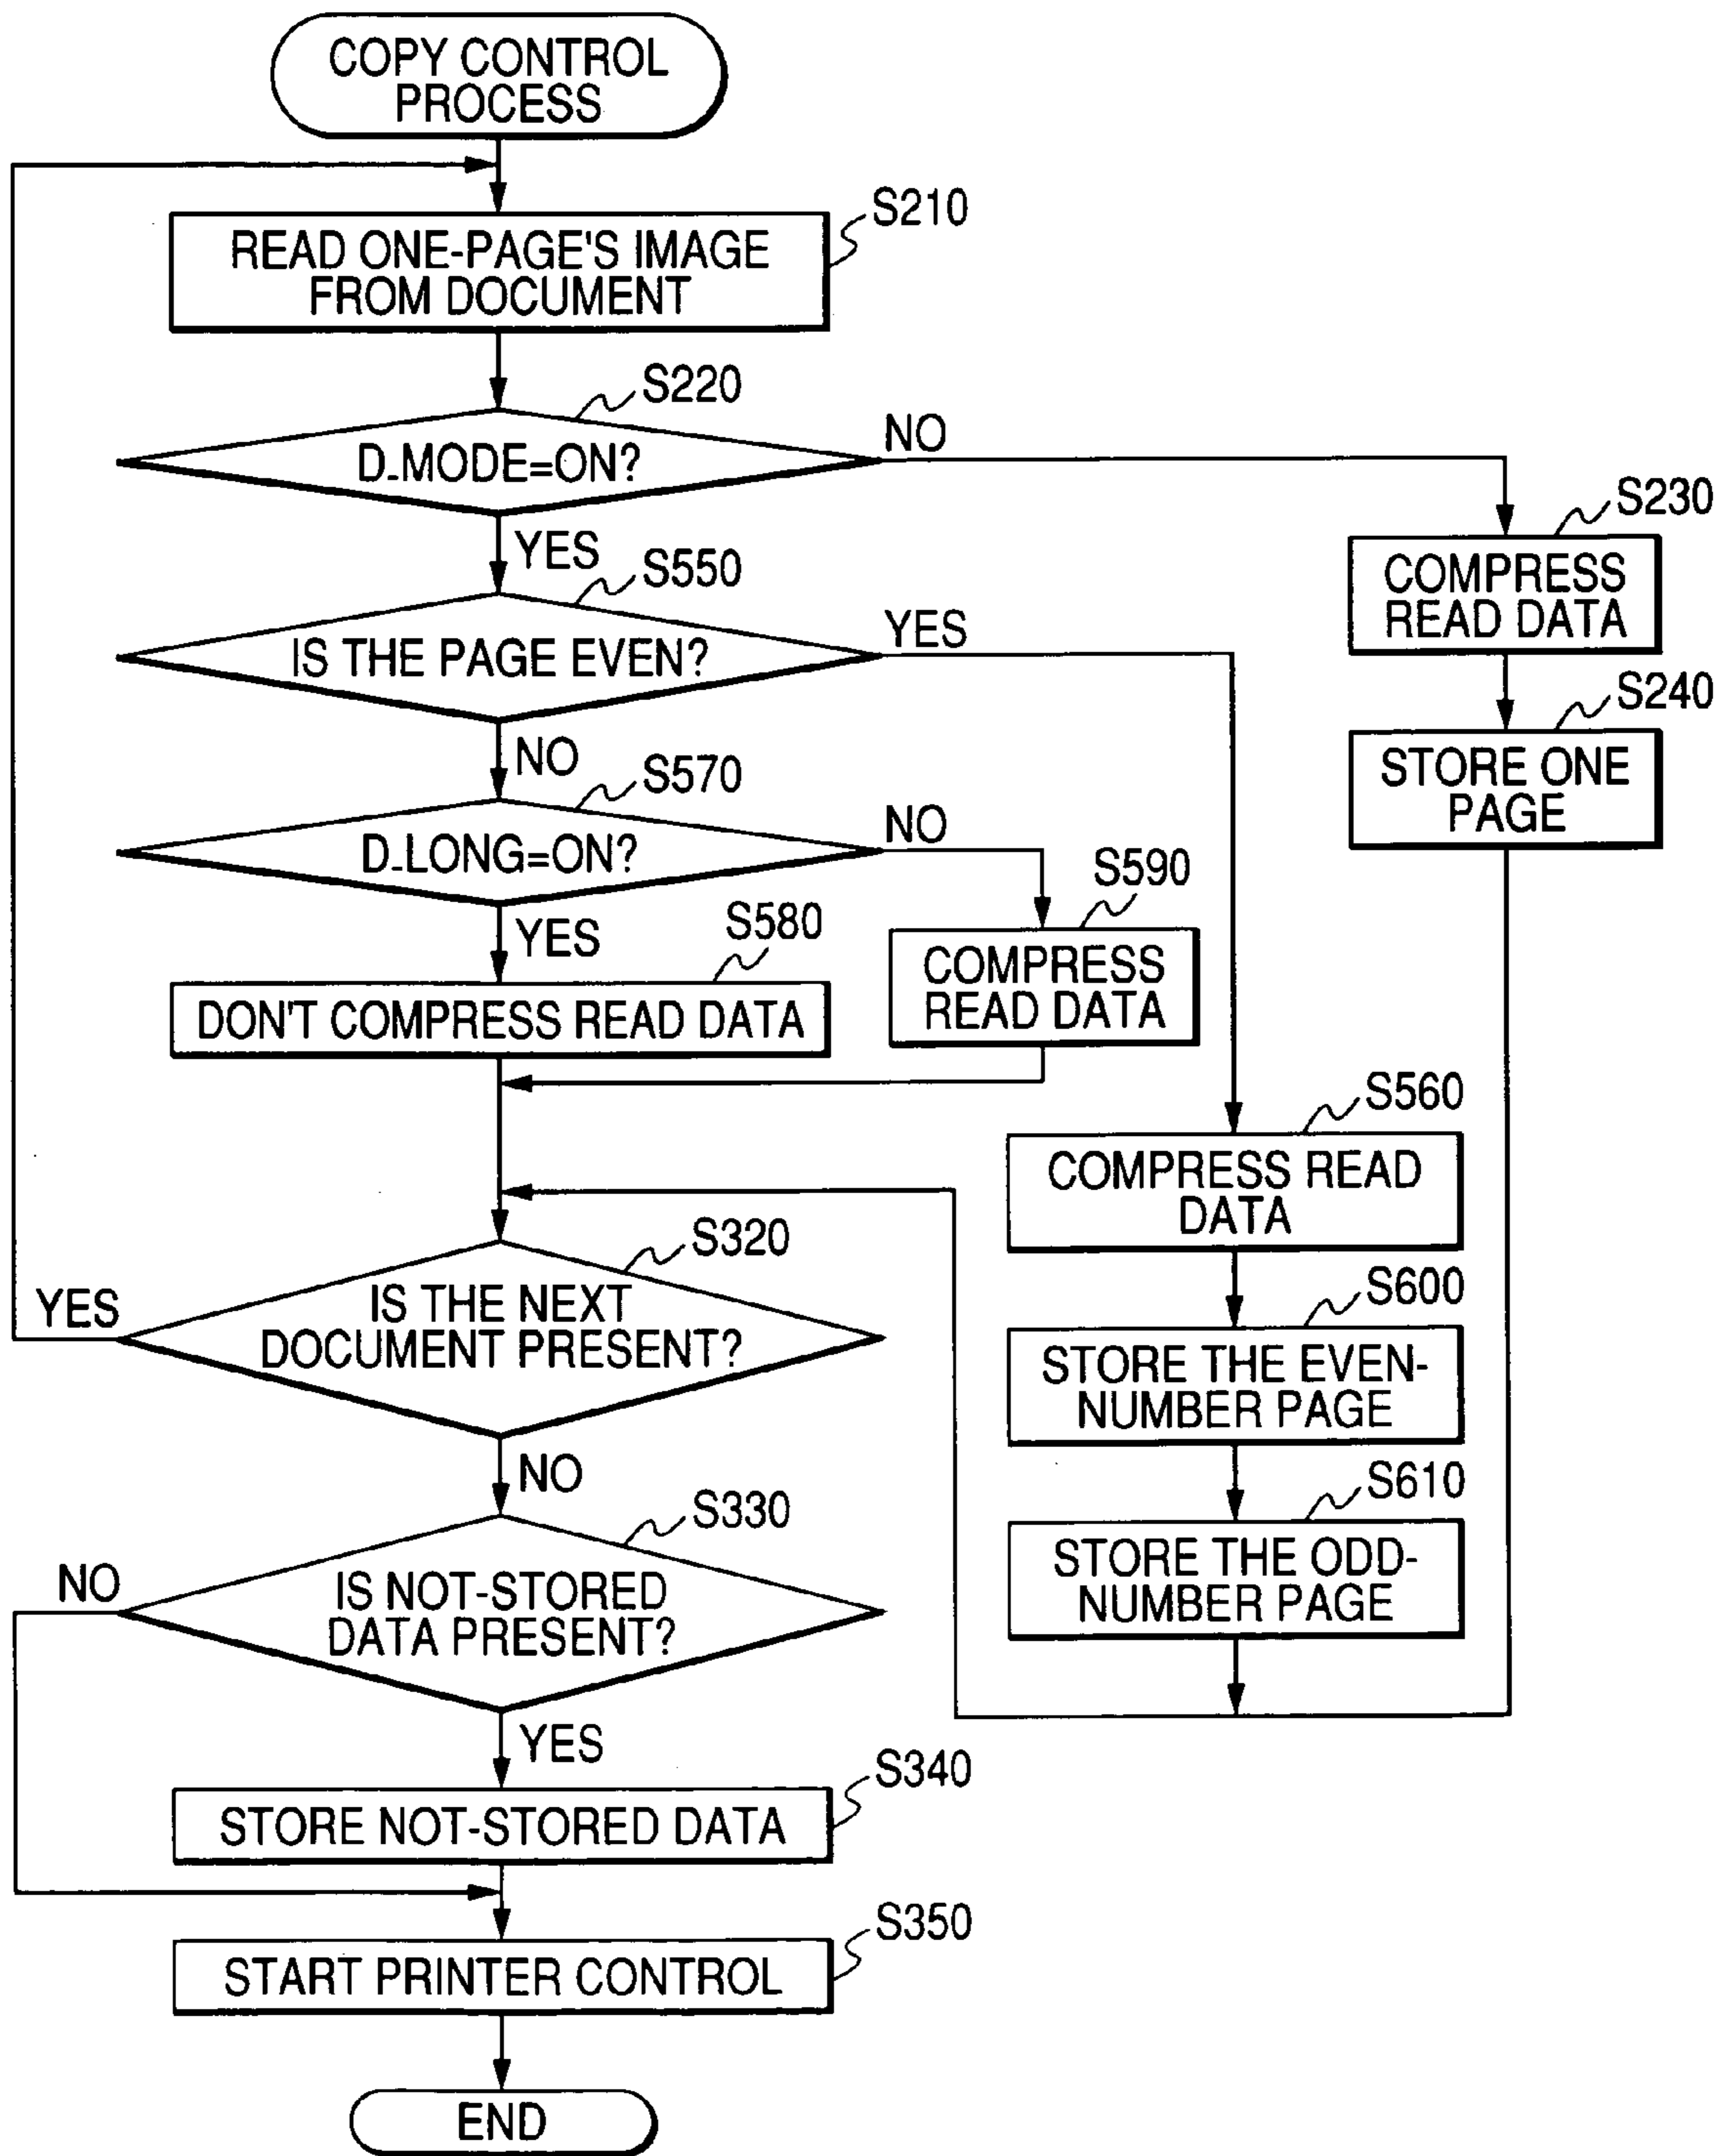 COPY CONTROL
PROCESS
S210
READ ONE-PAGE'S IMAGE
FROM DOCUMENT
S220
D_MODE=ON?
NO
YES
S230
COMPRESS
READ DATA
S240
STORE ONE
PAGE
S550
IS THE PAGE EVEN?
YES
NO
S570
D_LONG=ON?
NO
YES
S590
COMPRESS
READ DATA
S580
DON'T COMPRESS READ DATA
S560
COMPRESS READ
DATA
S600
STORE THE EVEN-
NUMBER PAGE
S610
STORE THE ODD-
NUMBER PAGE
S320
IS THE NEXT
DOCUMENT PRESENT?
YES
NO
S330
IS NOT-STORED
DATA PRESENT?
NO
YES
S340
STORE NOT-STORED DATA
S350
START PRINTER CONTROL
END